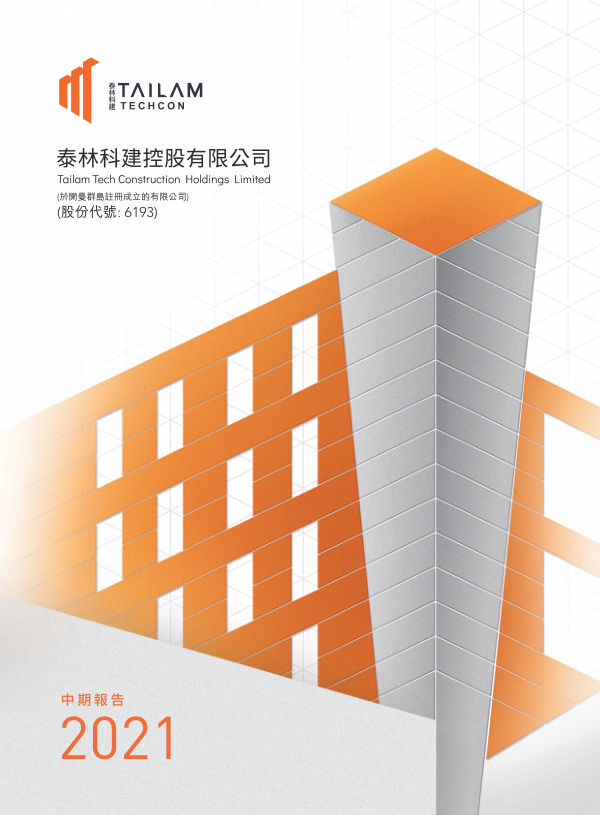 泰林科建
TAILAM
TECHCON
泰林科建控股有限公司
Tailam Tech Construction Holdings Limited
(於開曼群島註冊成立的有限公司)
(股份代號: 6193)
中期報告
2021